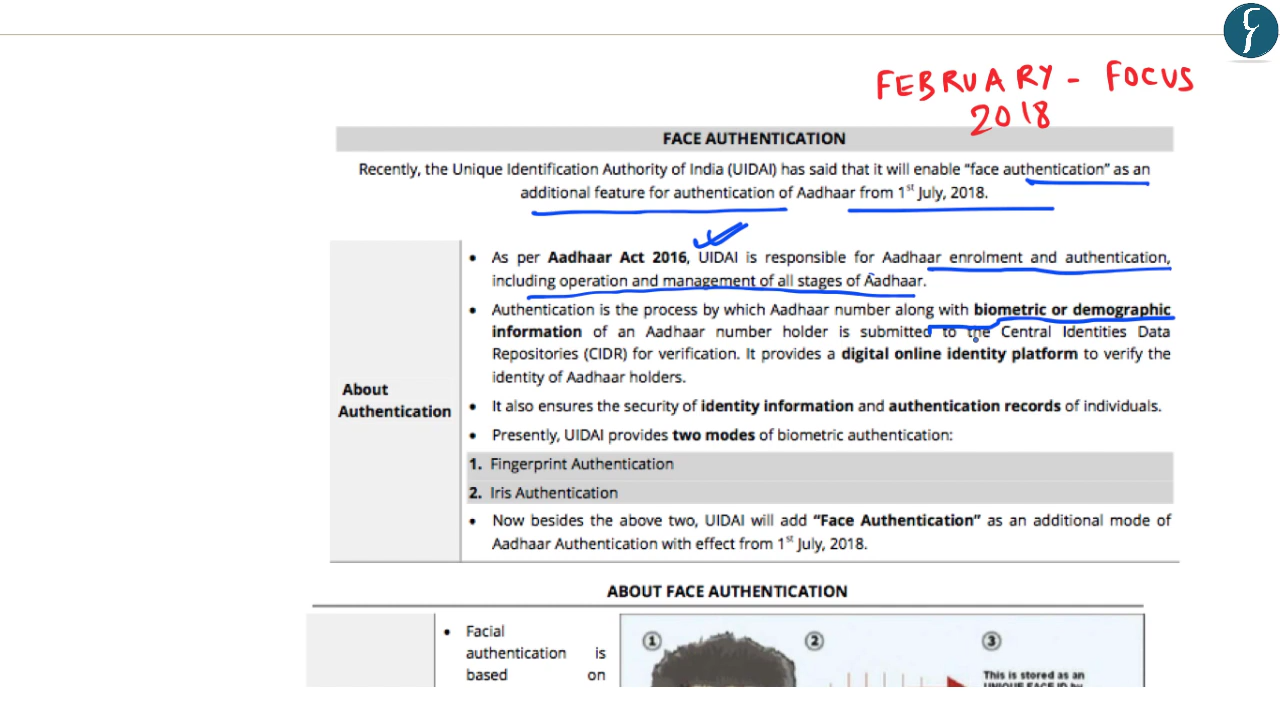 FEBRUARY - FOCUS
2018
FACE AUTHENTICATION
Recently, the Unique Identification Authority of India (UIDAI) has said that it will enable “face authentication” as an
additional feature for authentication of Aadhaar from 1st July, 2018.
• As per Aadhaar Act 2016, UIDAI is responsible for Aadhaar enrolment and authentication,
including operation and management of all stages of Aadhaar.
• Authentication is the process by which Aadhaar number along with biometric or demographic
information of an Aadhaar number holder is submitted to the Central Identities Data
Repositories (CIDR) for verification. It provides a digital online identity platform to verify the
identity of Aadhaar holders.
About
Authentication
• It also ensures the security of identity information and authentication records of individuals.
• Presently, UIDAI provides two modes of biometric authentication:
1. Fingerprint Authentication
2. Iris Authentication
• Now besides the above two, UIDAI will add “Face Authentication” as an additional mode of
Aadhaar Authentication with effect from 1st July, 2018.
ABOUT FACE AUTHENTICATION
• Facial
authentication is
based on
1
2
3
This is stored as an
UNIQUE FACE ID by